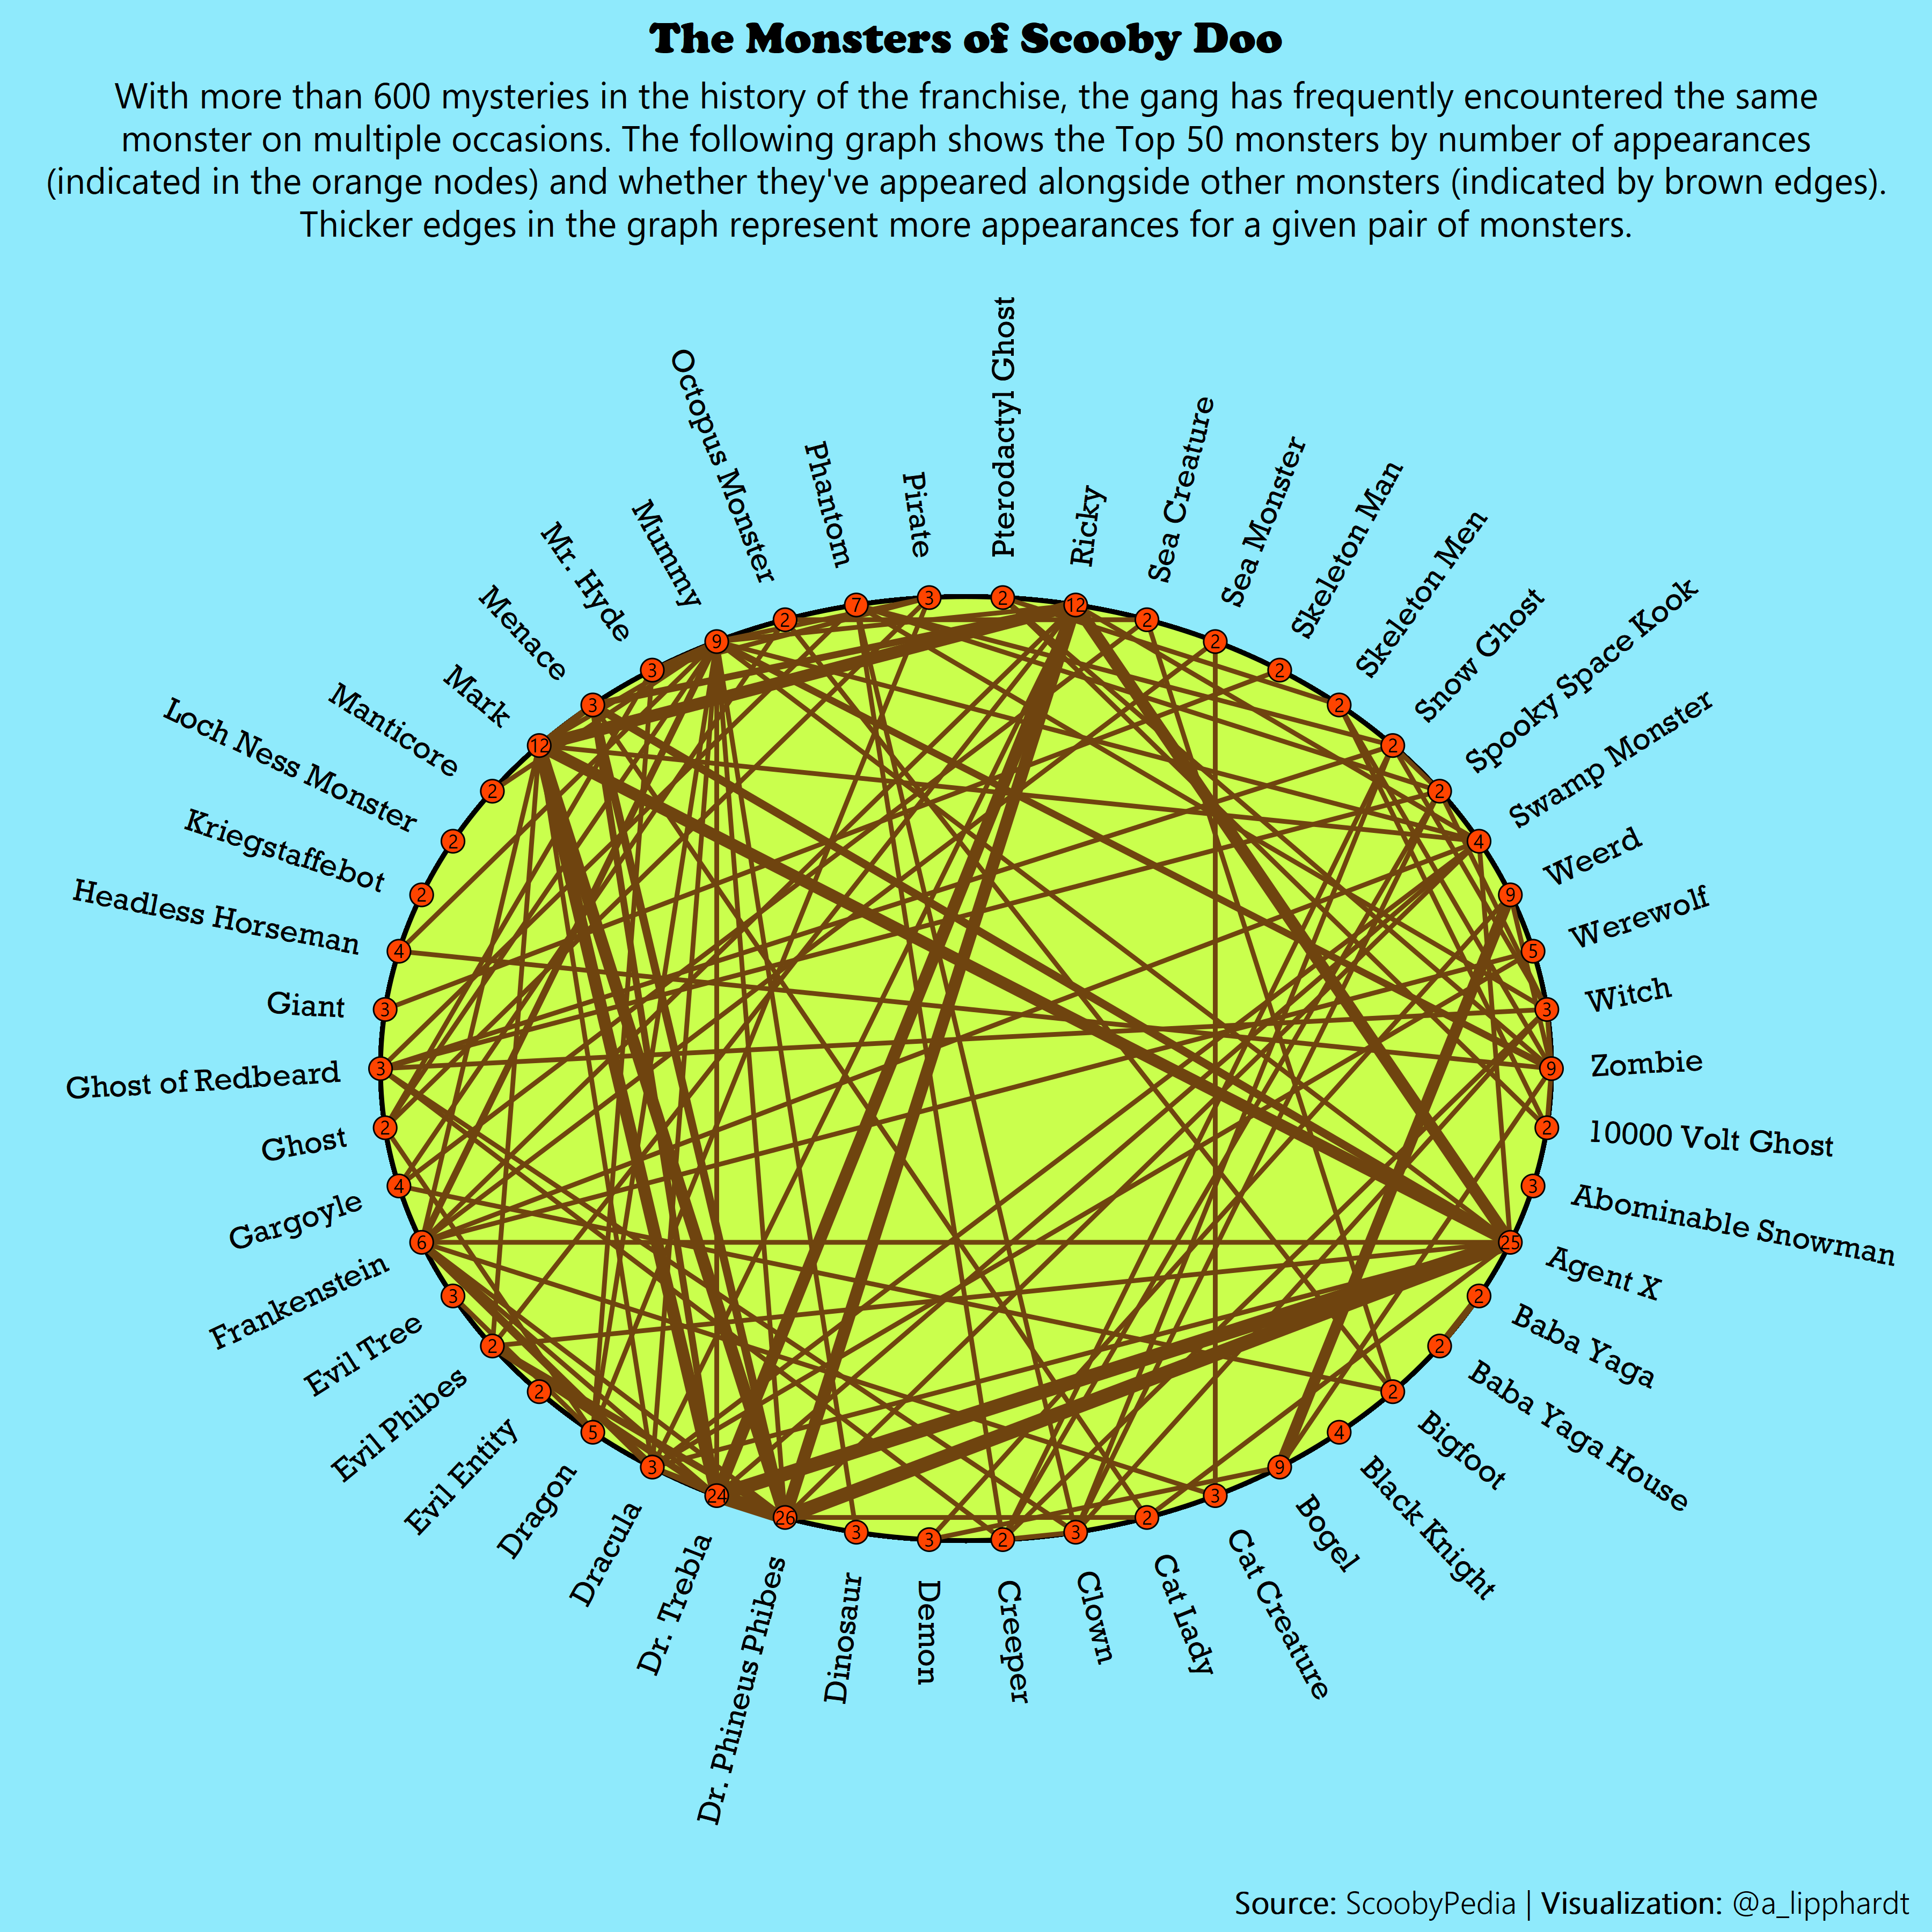 The Monsters of Scooby Doo
With more than 600 mysteries in the history of the franchise, the gang has frequently encountered the same
monster on multiple occasions. The following graph shows the Top 50 monsters by number of appearances
(indicated in the orange nodes) and whether they've appeared alongside other monsters (indicated by brown edges).
Thicker edges in the graph represent more appearances for a given pair of monsters.
Pterodactyl Ghost
2
Ricky
12
Sea Creature
2
Sea Monster
2
Skeleton Man
2
Skeleton Men
2
Snow Ghost
2
Spooky Space Kook
2
Swamp Monster
4
Weerd
9
Werewolf
5
Witch
3
Zombie
9
10000 Volt Ghost
2
Abominable Snowman
3
Agent X
25
Baba Yaga
2
Baba Yaga House
2
Bigfoot
2
Black Knight
4
Bogel
9
Cat Creature
3
Cat Lady
2
Clown
3
Creeper
2
Demon
3
Dinosaur
3
Dr. Phineus Phibes
26
Dr. Trebla
24
Dracula
3
Dragon
5
Evil Entity
2
Evil Phibes
2
Evil Tree
3
Frankenstein
6
Gargoyle
4
Ghost
2
Ghost of Redbeard
3
Giant
3
Headless Horseman
4
Kriegstaffebot
2
Loch Ness Monster
2
Manticore
2
Mark
12
Menace
3
Mr. Hyde
3
Mummy
9
Octopus Monster
2
Phantom
7
Pirate
3
Source: ScoobyPedia | Visualization: @a_lipphardt